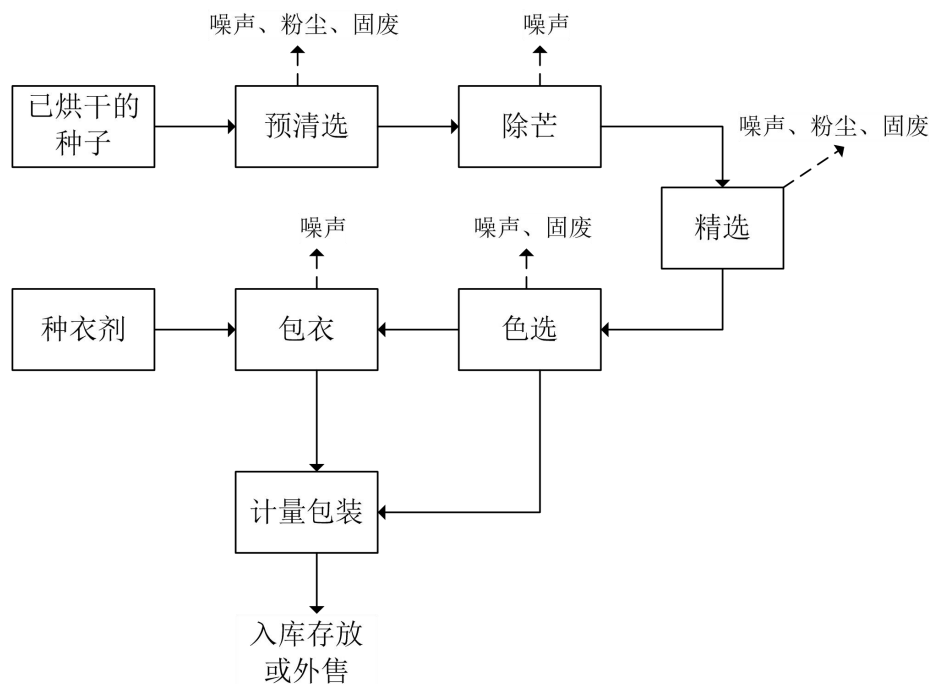 噪声、粉尘、固废
噪声
已烘干的
种子
预清选
除芒
噪声、粉尘、固废
精选
噪声
噪声、固废
种衣剂
包衣
色选
计量包装
入库存放
或外售